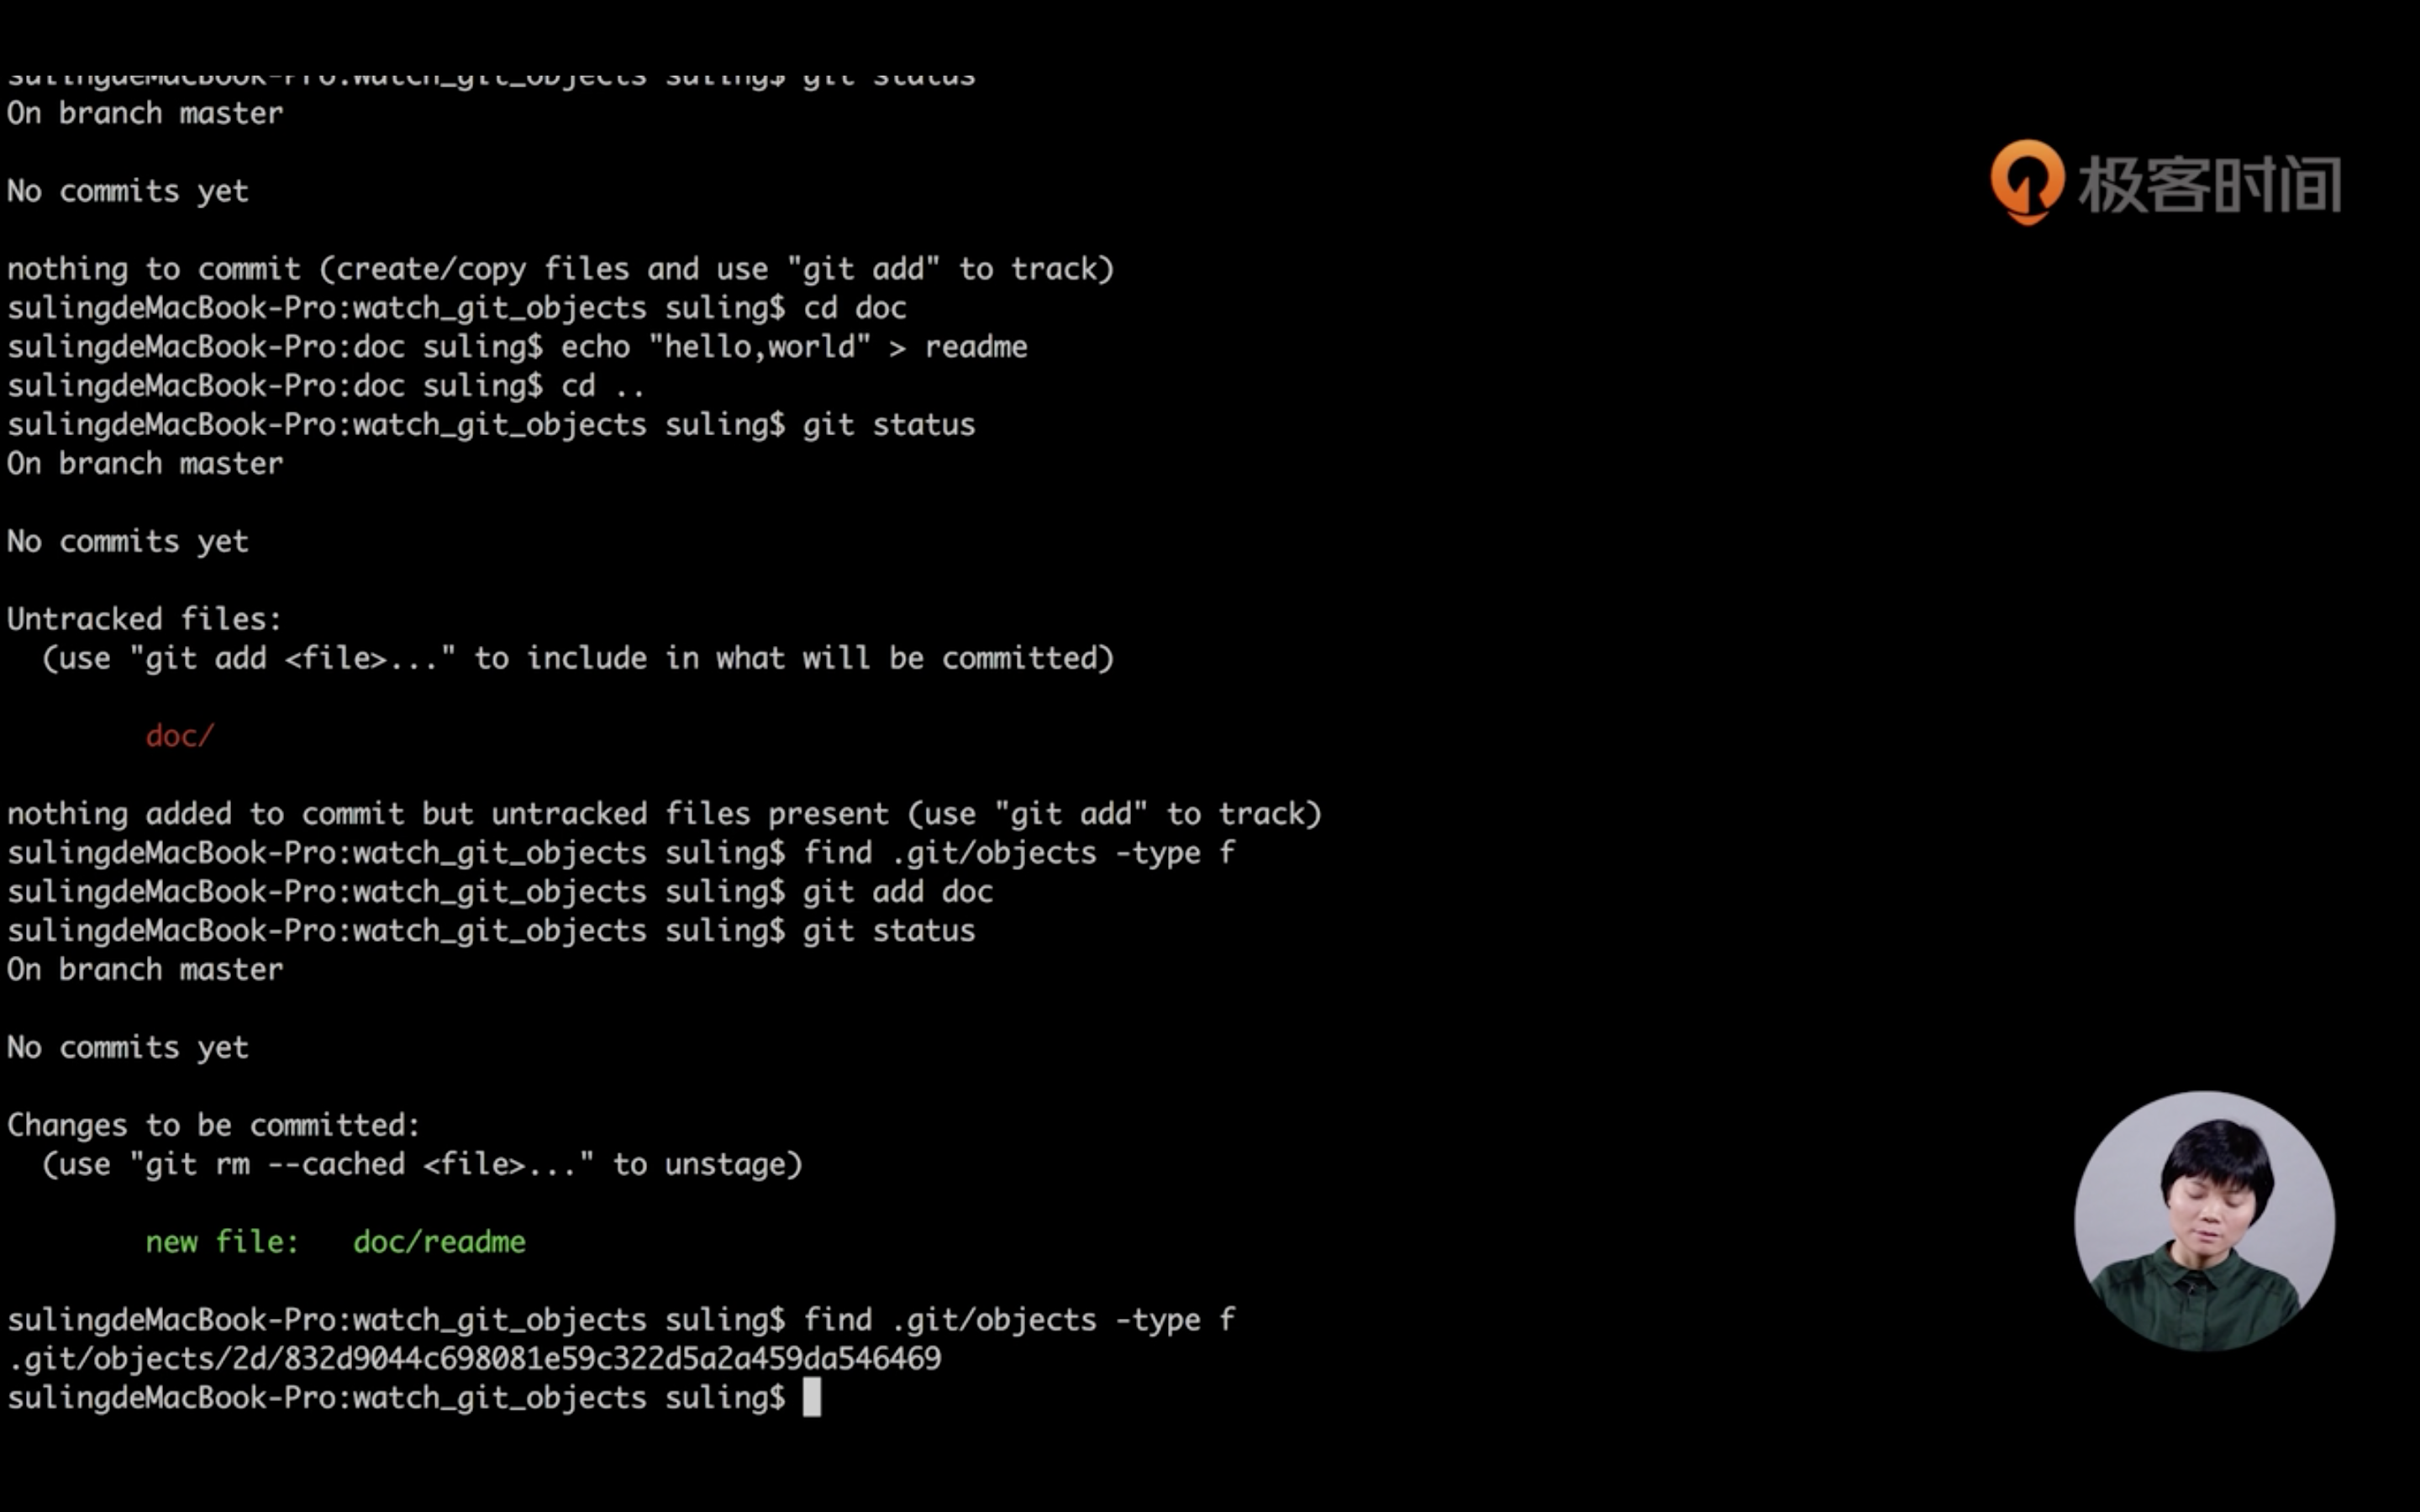 sulingdeMacBook-Pro:watch_git_objects suling$ git status
On branch master
No commits yet
nothing to commit (create/copy files and use "git add" to track)
sulingdeMacBook-Pro:watch_git_objects suling$ cd doc
sulingdeMacBook-Pro:doc suling$ echo "hello,world" > readme
sulingdeMacBook-Pro:doc suling$ cd ..
sulingdeMacBook-Pro:watch_git_objects suling$ git status
On branch master
No commits yet
Untracked files:
  (use "git add <file>..." to include in what will be committed)
doc/
nothing added to commit but untracked files present (use "git add" to track)
sulingdeMacBook-Pro:watch_git_objects suling$ find .git/objects -type f
sulingdeMacBook-Pro:watch_git_objects suling$ git add doc
sulingdeMacBook-Pro:watch_git_objects suling$ git status
On branch master
No commits yet
Changes to be committed:
  (use "git rm --cached <file>..." to unstage)
new file:   doc/readme
sulingdeMacBook-Pro:watch_git_objects suling$ find .git/objects -type f
.git/objects/2d/832d9044c698081e59c322d5a2a459da546469
sulingdeMacBook-Pro:watch_git_objects suling$
极客时间